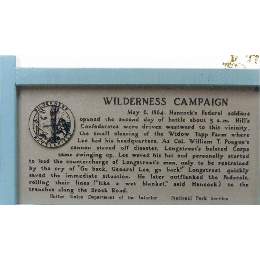 WILDERNESS CAMPAIGN
May 6, 1864. Hancock's Federal soldiers
opened the second day of battle about 5 a.m. Hill's
Confederates were driven westward to this vicinity,
the small clearing of the Widow Tapp Farm where
Lee had his headquarters. As Col. William T. Poague's
cannon staved off disaster, Longstreet's belated Corps
came swinging up. Lee waved his hat and personally started
to lead the countercharge of Longstreet's men, only to be reversed
by the cry of "Go back, General Lee, go back!" Longstreet quickly
saved the immediate situation. He later outflanked the Federals,
rolling their lines ("like a wet blanket," said Hancock) to the
trenches along the Brock Road.
United States Department of the Interior National Park Service